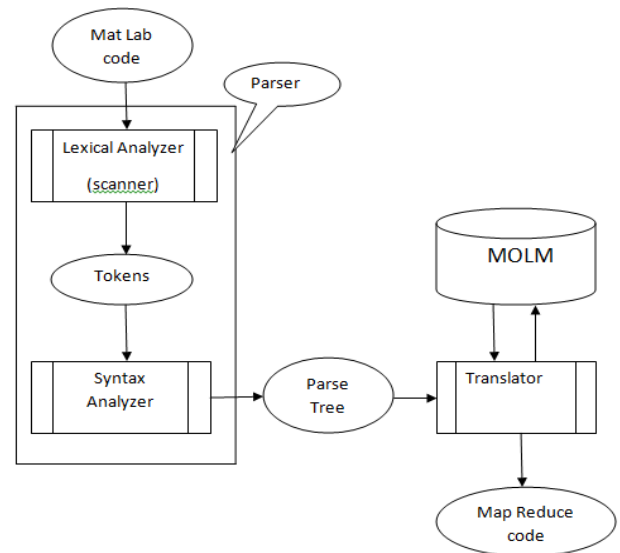 Mat Lab
code
Parser
Lexical Analyzer
(scanner)
Tokens
Syntax
Analyzer
Parse
Tree
MOLM
Translator
Map Reduce
code